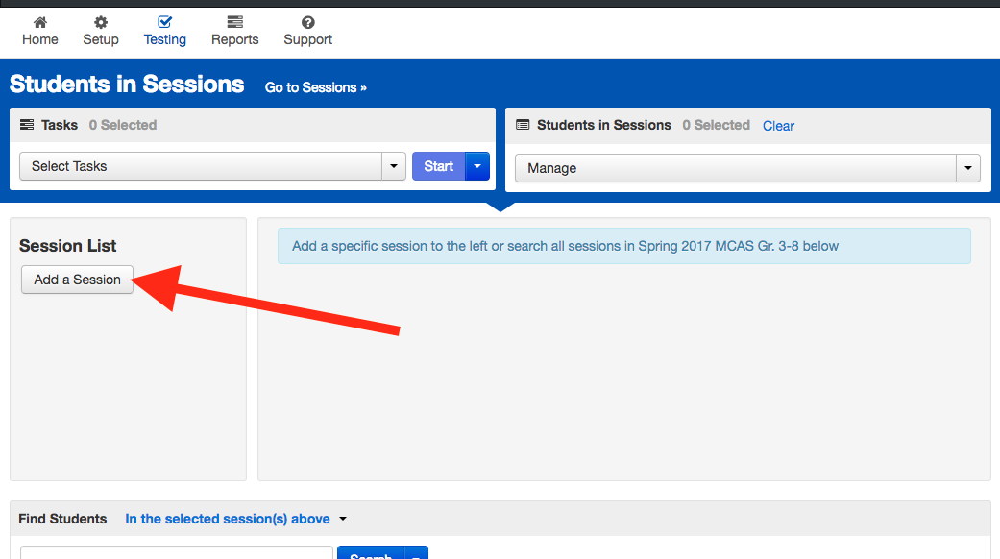 Home Setup Testing Reports Support
Students in Sessions Go to Sessions »
Tasks 0 Selected
Select Tasks Start
Students in Sessions 0 Selected Clear
Manage
Session List
Add a Session
Add a specific session to the left or search all sessions in Spring 2017 MCAS Gr. 3-8 below
Find Students In the selected session(s) above
Search